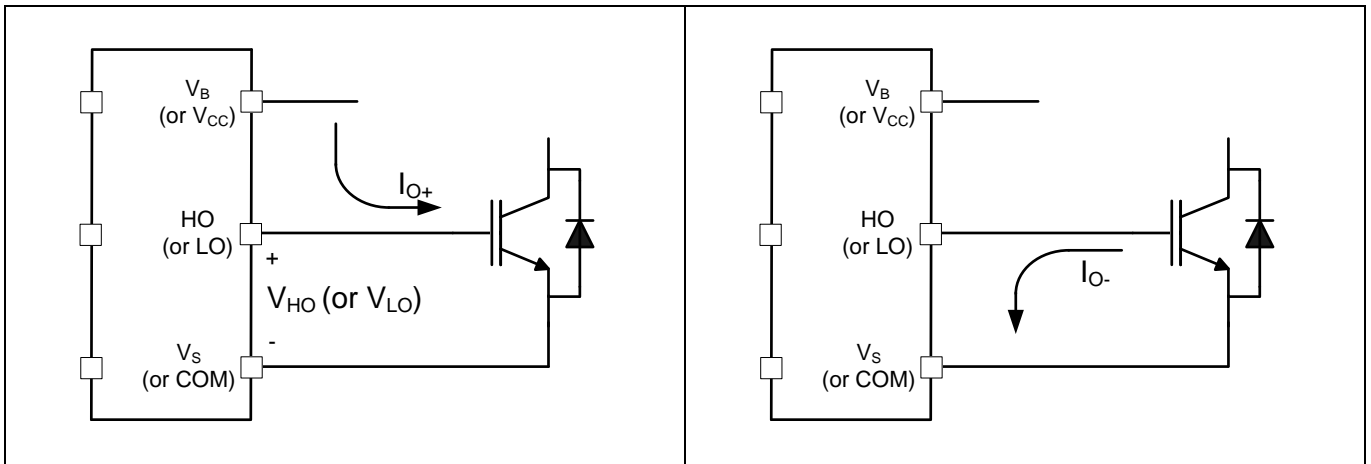 V_B
(or V_CC)
I_O+
HO
(or LO)
+
V_HO (or V_LO)
-
V_S
(or COM)
V_B
(or V_CC)
HO
(or LO)
I_O-
V_S
(or COM)